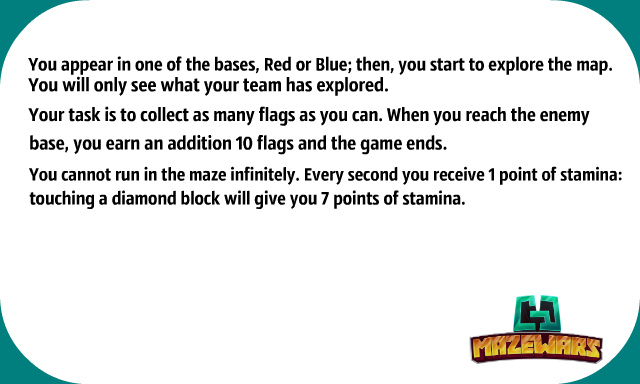 You appear in one of the bases, Red or Blue; then, you start to explore the map.
You will only see what your team has explored.
Your task is to collect as many flags as you can. When you reach the enemy
base, you earn an addition 10 flags and the game ends.
You cannot run in the maze infinitely. Every second you receive 1 point of stamina:
touching a diamond block will give you 7 points of stamina.
MAZEWARS